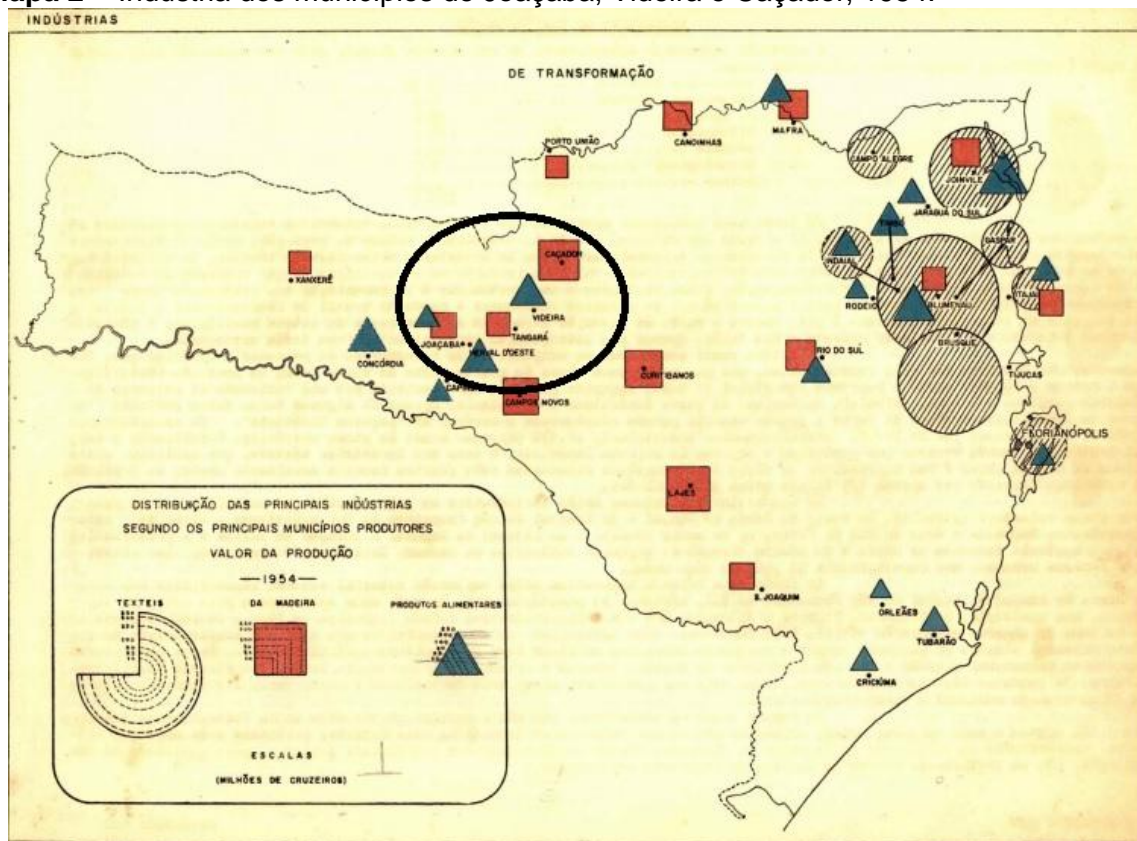 INDÚSTRIAS
DE TRANSFORMAÇÃO
MAFRA
CANOINHAS
PORTO UNIÃO
CAMPO ALEGRE
JOINVILE
JARAGUÁ DO SUL
TIMBÓ
GASPAR
INDAIAL
CAÇADOR
XANXERÊ
RODEIO
BLUMENAU
ITAJAÍ
VIDEIRA
TANGARÁ
JOAÇABA
HERVAL D'OESTE
BRUSQUE
CONCÓRDIA
RIO DO SUL
TIJUCAS
CURITIBANOS
CAMPOS NOVOS
FLORIANÓPOLIS
LAJES
S. JOAQUIM
ORLEÃES
TUBARÃO
CRICIÚMA
DISTRIBUIÇÃO DAS PRINCIPAIS INDÚSTRIAS
SEGUNDO OS PRINCIPAIS MUNICÍPIOS PRODUTORES
VALOR DA PRODUÇÃO
—1954—
TEXTEIS
DA MADEIRA
PRODUTOS ALIMENTARES
ESCALAS
(MILHÕES DE CRUZEIROS)